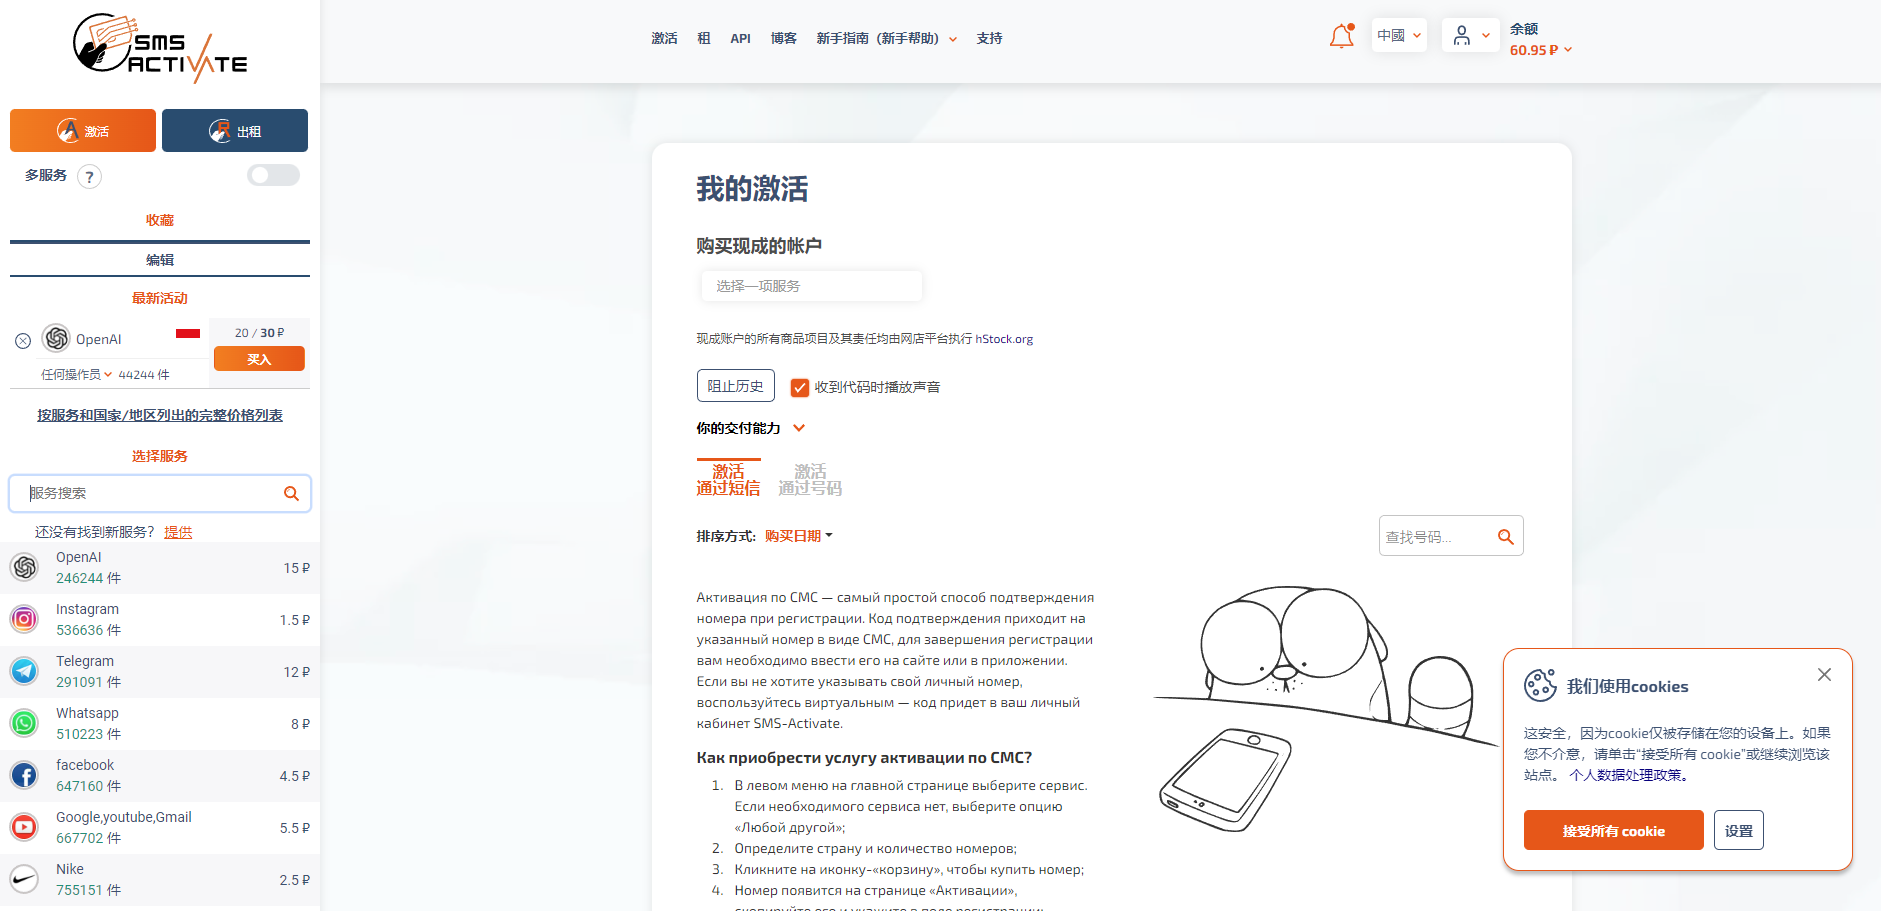 SMS
ACTIVATE
激活
租
API
博客
新手指南（新手帮助）
支持
中國
余额
60.95 ₽
激活
出租
多服务
?
收藏
编辑
最新活动
OpenAI
20 / 30 ₽
买入
任何操作员
44244 件
按服务和国家/地区列出的完整价格列表
选择服务
服务搜索
还没有找到新服务? 提供
OpenAI
246244 件
15 ₽
Instagram
536636 件
1.5 ₽
Telegram
291091 件
12 ₽
Whatsapp
510223 件
8 ₽
facebook
647160 件
4.5 ₽
Google,youtube,Gmail
667702 件
5.5 ₽
Nike
755151 件
2.5 ₽
我的激活
购买现成的帐户
选择一项服务
现成账户的所有商品项目及其责任均由网店平台执行 hStock.org
阻止历史
收到代码时播放声音
你的交付能力
激活
通过短信
激活
通过号码
排序方式: 购买日期
查找号码...
Активация по СМС — самый простой способ подтверждения
номера при регистрации. Код подтверждения приходит на
указанный номер в виде СМС, для завершения регистрации
вам необходимо ввести его на сайте или в приложении.
Если вы не хотите указывать свой личный номер,
воспользуйтесь виртуальным — код придет в ваш личный
кабинет SMS-Activate.
Как приобрести услугу активации по СМС?
1. В левом меню на главной странице выберите сервис.
Если необходимого сервиса нет, выберите опцию
«Любой другой»;
2. Определите страну и количество номеров;
3. Кликните на иконку-«корзину», чтобы купить номер;
4. Номер появится на странице «Активации»,
скопируйте его и укажите в поле регистрации;
我们使用cookies
这安全，因为cookie仅被存储在您的设备上。如果
您不介意，请单击“接受所有 cookie”或继续浏览该
站点。 个人数据处理政策。
接受所有 cookie
设置